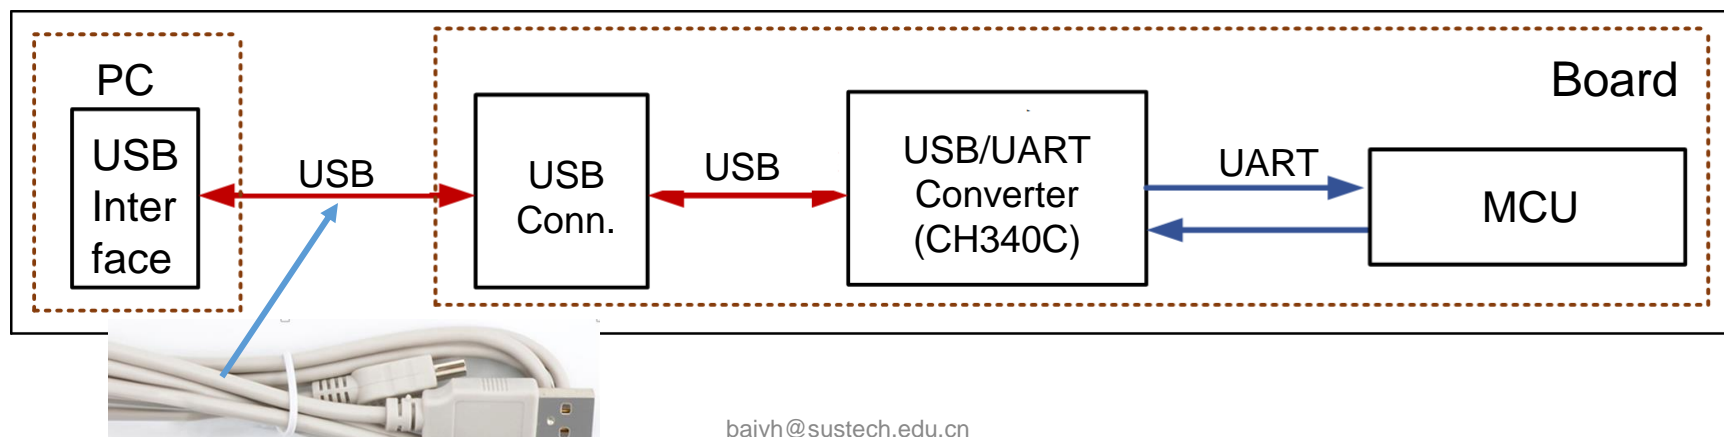 PC
USB
Inter
face
USB
USB
Conn.
USB
USB/UART
Converter
(CH340C)
UART
Board
MCU
baiyh@sustech.edu.cn